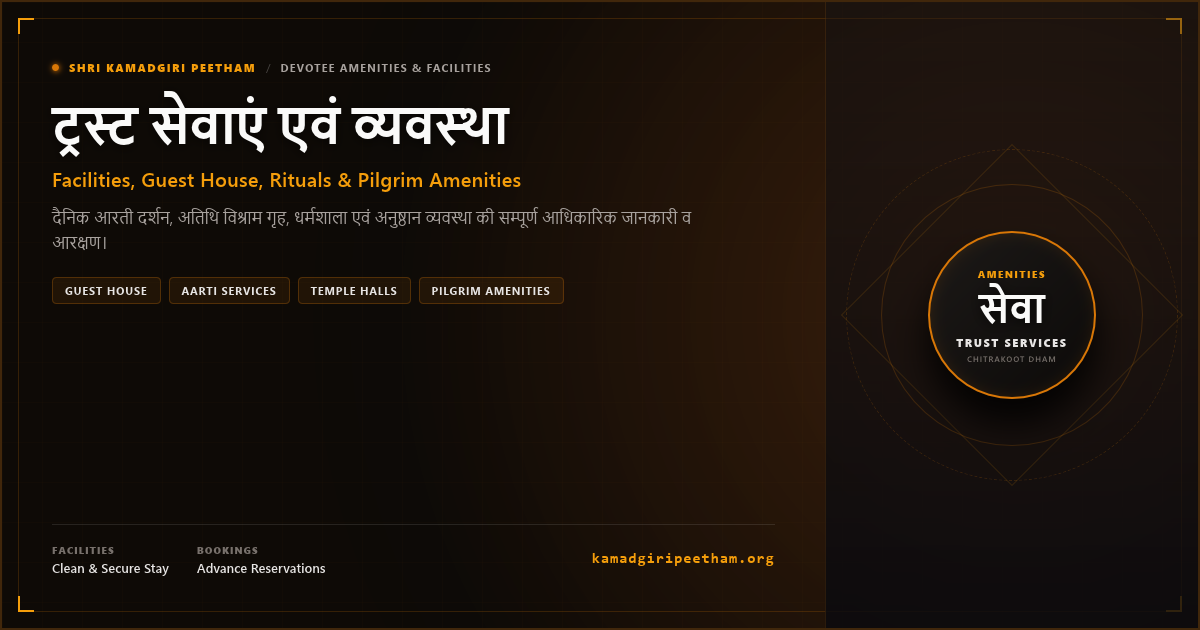 SHRI KAMADGIRI PEETHAM / DEVOTEE AMENITIES & FACILITIES
ट्रस्ट सेवाएं एवं व्यवस्था
Facilities, Guest House, Rituals & Pilgrim Amenities
दैनिक आरती दर्शन, अतिथि विश्राम गृह, धर्मशाला एवं अनुष्ठान व्यवस्था की सम्पूर्ण आधिकारिक जानकारी व
आरक्षण।
GUEST HOUSE AARTI SERVICES TEMPLE HALLS PILGRIM AMENITIES
AMENITIES
सेवा
TRUST SERVICES
CHITRAKOOT DHAM
FACILITIES BOOKINGS
Clean & Secure Stay Advance Reservations
kamadgiripeetham.org